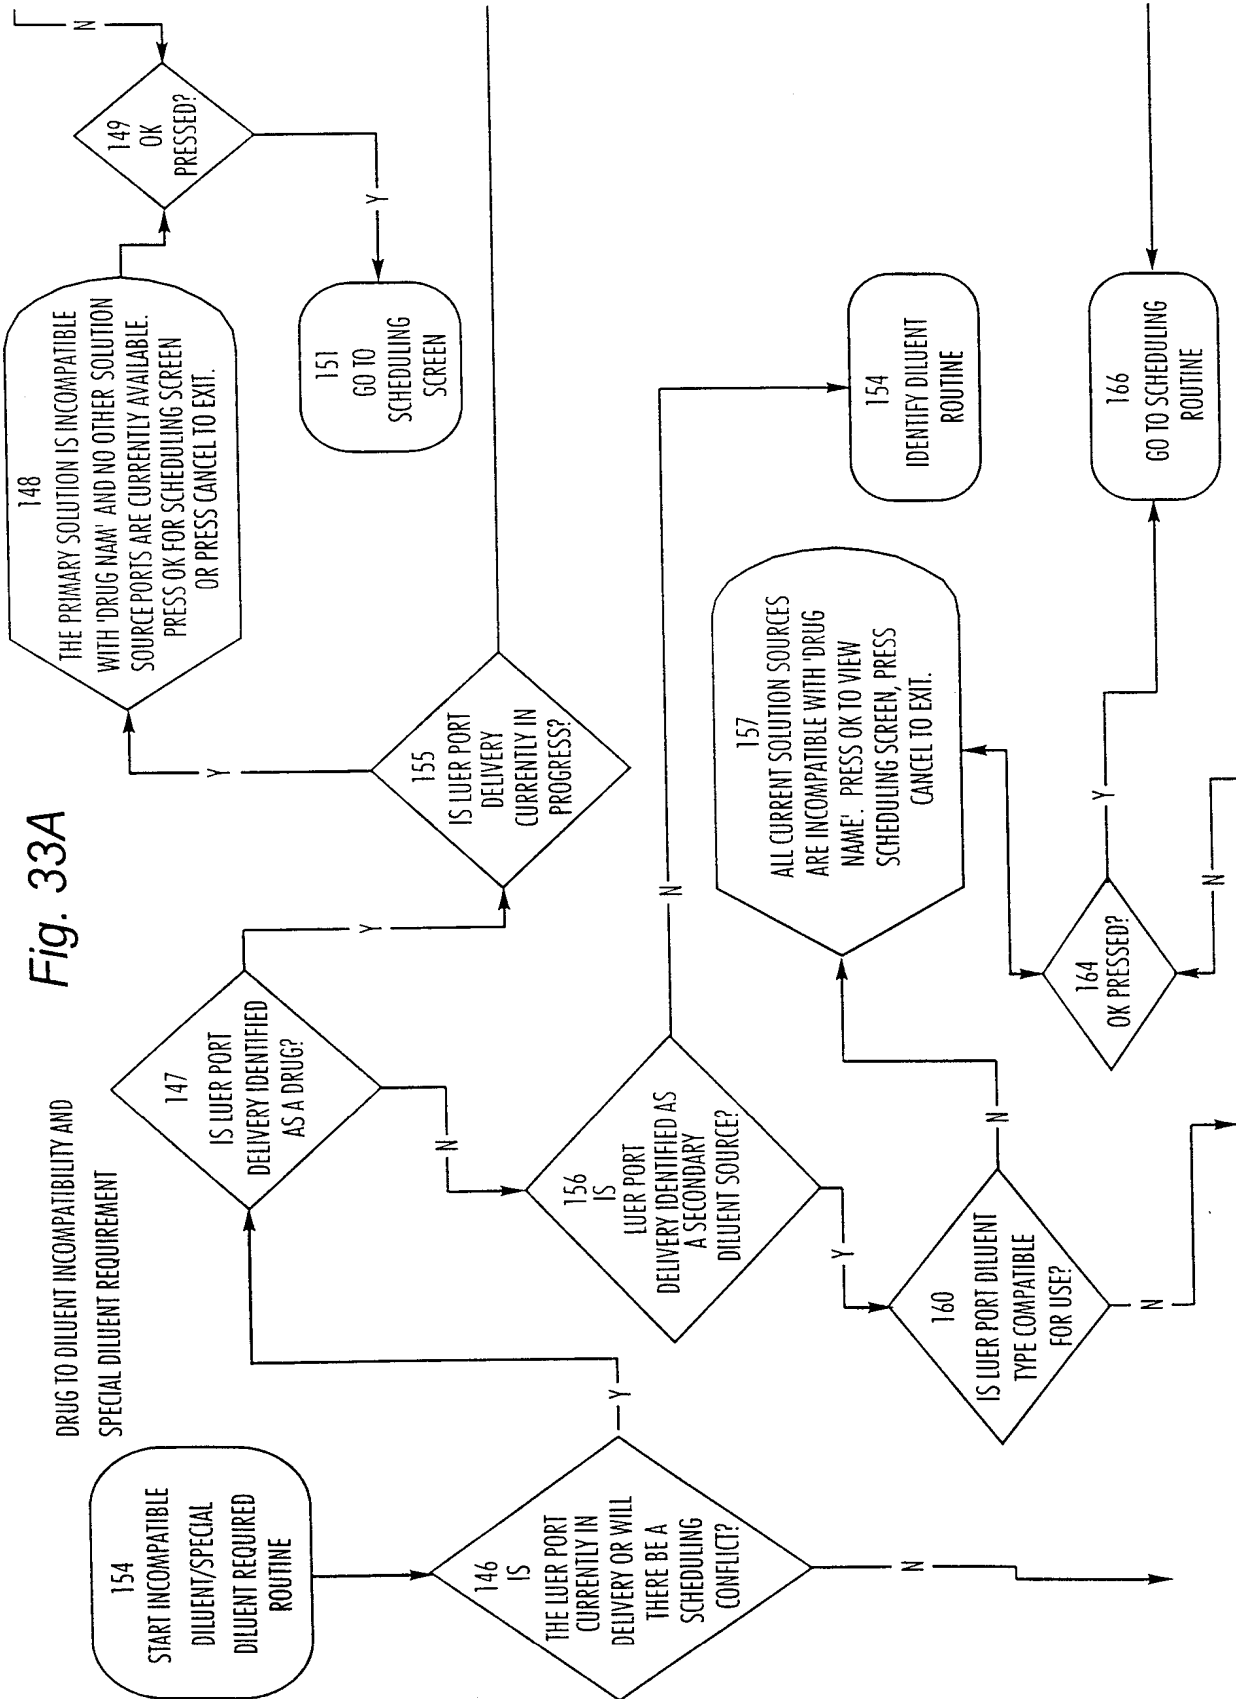 Fig. 33A
DRUG TO DILUENT INCOMPATIBILITY AND
SPECIAL DILUENT REQUIREMENT
154
START INCOMPATIBLE
DILUENT/SPECIAL
DILUENT REQUIRED
ROUTINE
146
IS
THE LUER PORT
CURRENTLY IN
DELIVERY OR WILL
THERE BE A
SCHEDULING
CONFLICT?
Y
N
147
IS LUER PORT
DELIVERY IDENTIFIED
AS A DRUG?
Y
N
155
IS LUER PORT
DELIVERY
CURRENTLY IN
PROGRESS?
Y
148
THE PRIMARY SOLUTION IS INCOMPATIBLE
WITH 'DRUG NAM' AND NO OTHER SOLUTION
SOURCE PORTS ARE CURRENTLY AVAILABLE.
PRESS OK FOR SCHEDULING SCREEN
OR PRESS CANCEL TO EXIT.
149
OK
PRESSED?
N
Y
151
GO TO
SCHEDULING
SCREEN
156
IS
LUER PORT
DELIVERY IDENTIFIED AS
A SECONDARY
DILUENT SOURCE?
N
Y
154
IDENTIFY DILUENT
ROUTINE
160
IS LUER PORT DILUENT
TYPE COMPATIBLE
FOR USE?
N
N
157
ALL CURRENT SOLUTION SOURCES
ARE INCOMPATIBLE WITH 'DRUG
NAME'. PRESS OK TO VIEW
SCHEDULING SCREEN, PRESS
CANCEL TO EXIT.
164
OK PRESSED?
Y
N
166
GO TO SCHEDULING
ROUTINE